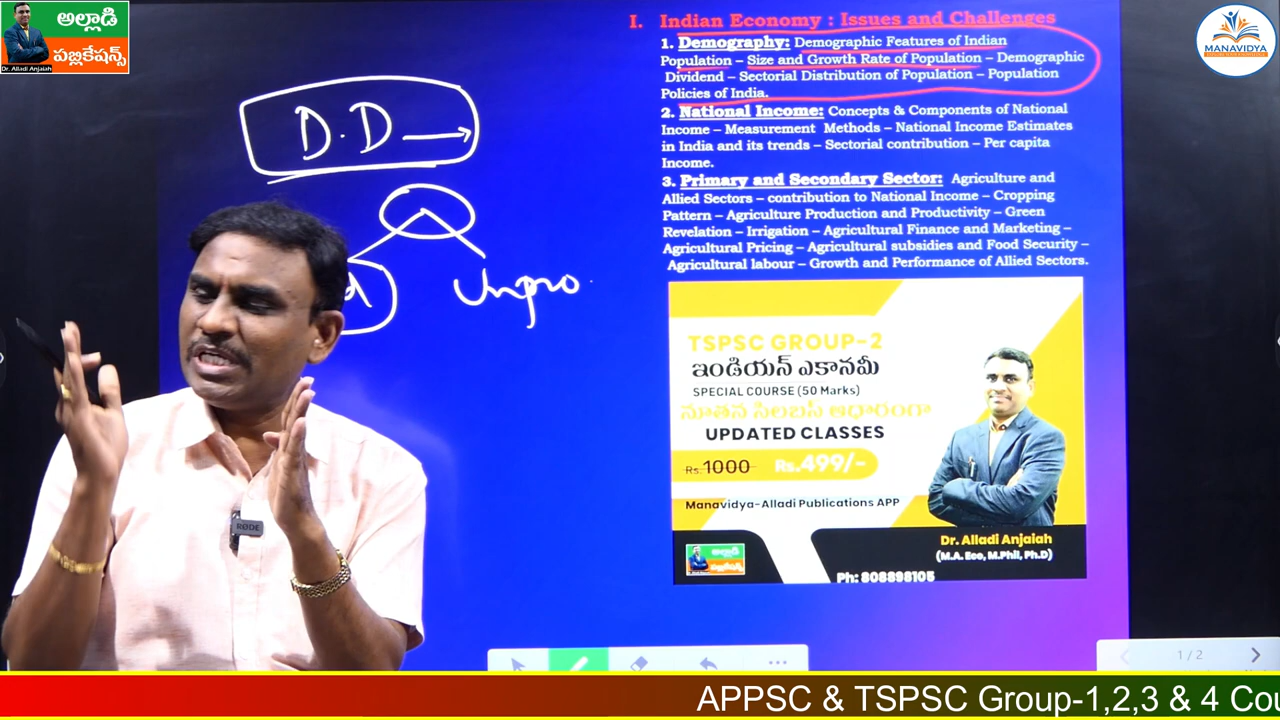 అల్లాడి
పబ్లికేషన్స్
Dr. Alladi Anjaiah
MANAVIDYA
I. Indian Economy : Issues and Challenges
1. Demography: Demographic Features of Indian
Population – Size and Growth Rate of Population – Demographic
Dividend – Sectorial Distribution of Population – Population
Policies of India.
2. National Income: Concepts & Components of National
Income – Measurement Methods – National Income Estimates
in India and its trends – Sectorial contribution – Per capita
Income.
3. Primary and Secondary Sector: Agriculture and
Allied Sectors – contribution to National Income – Cropping
Pattern – Agriculture Production and Productivity – Green
Revelation – Irrigation – Agricultural Finance and Marketing –
Agricultural Pricing – Agricultural subsidies and Food Security –
Agricultural labour – Growth and Performance of Allied Sectors.
D.D
Unpro
TSPSC GROUP-2
ఇండియన్ ఎకానమీ
SPECIAL COURSE (50 Marks)
నూతన సిలబస్ ఆధారంగా
UPDATED CLASSES
Rs.1000 Rs.499/-
Manavidya-Alladi Publications APP
Dr. Alladi Anjaiah
(M.A. Eco, M.Phil, Ph.D)
Ph: 808898105
RODE
1 / 2
APPSC & TSPSC Group-1,2,3 & 4 Cou